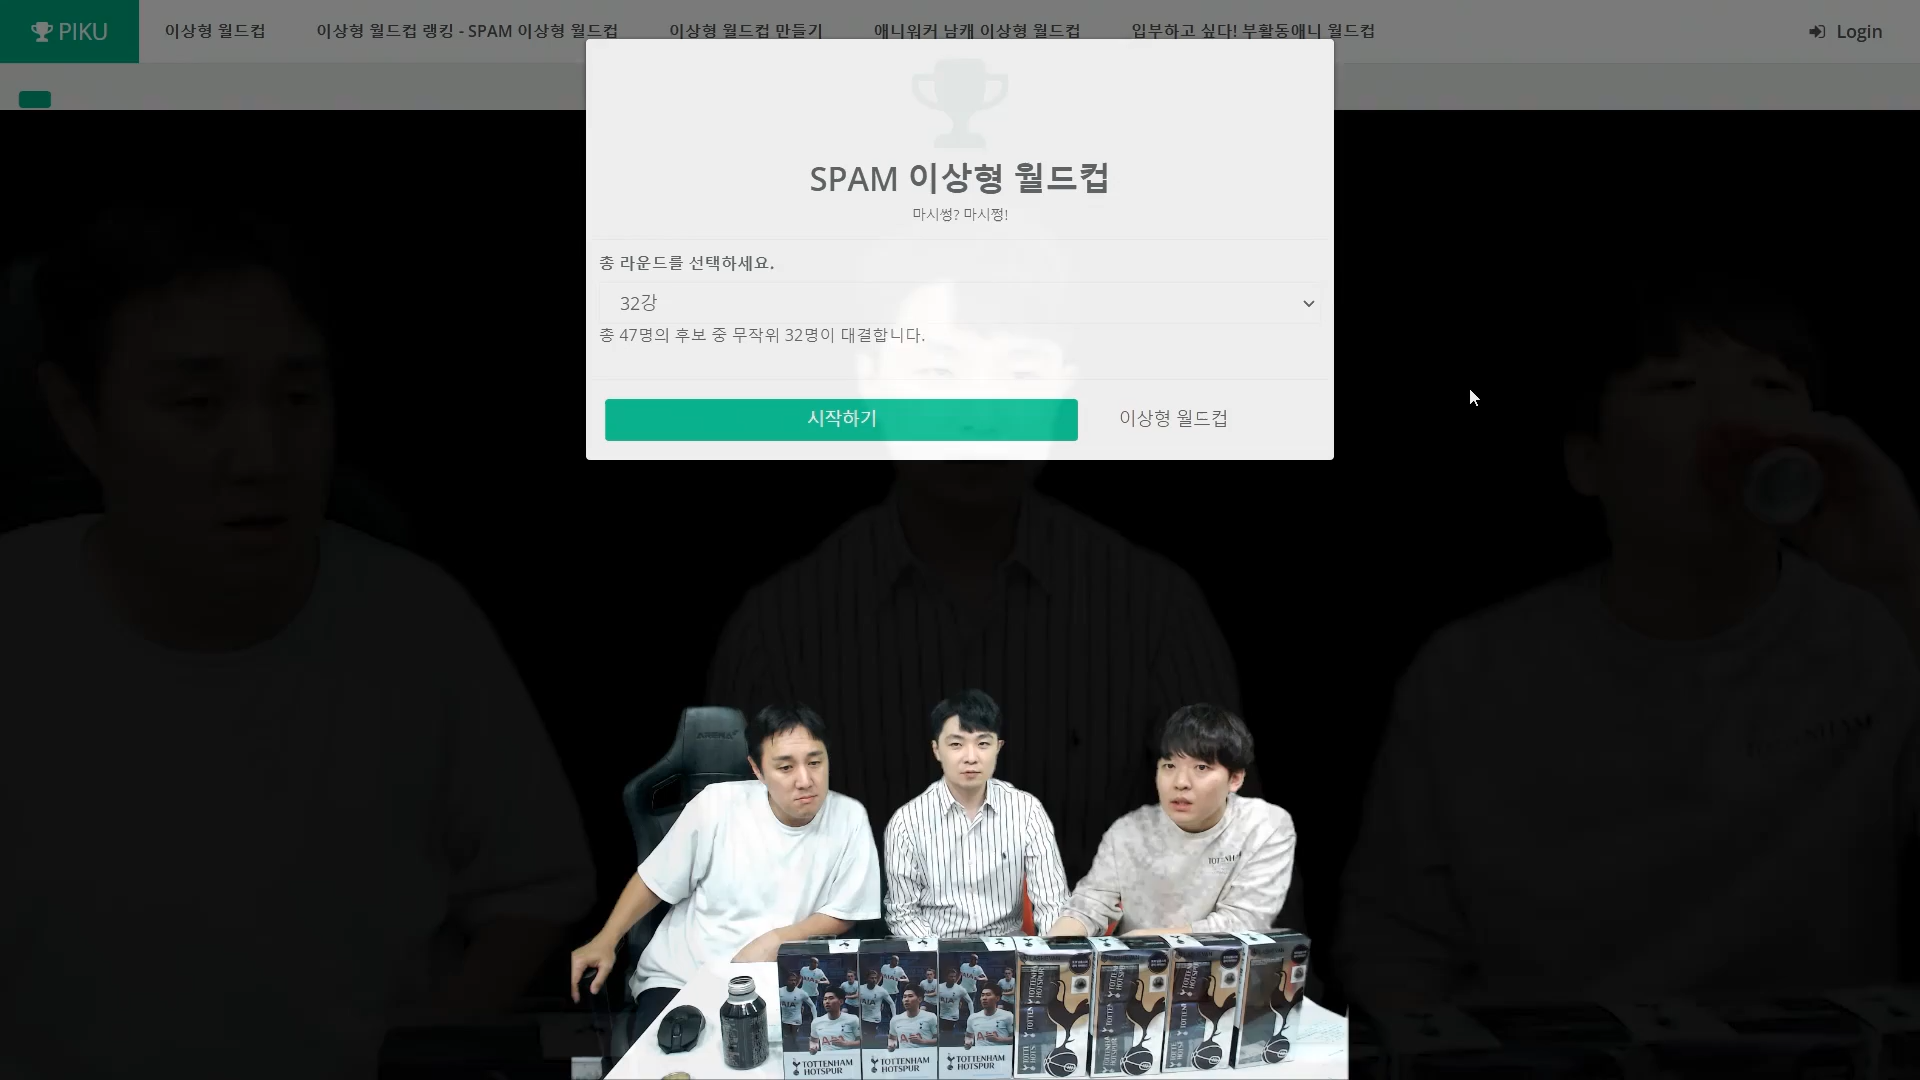 PIKU
이상형 월드컵
이상형 월드컵 랭킹 - SPAM 이상형 월드컵
이상형 월드컵 만들기
애니워커 남캐 이상형 월드컵
입부하고 싶다! 부활동애니 월드컵
Login
SPAM 이상형 월드컵
마시썽? 마시쩡!
총 라운드를 선택하세요.
32강
총 47명의 후보 중 무작위 32명이 대결합니다.
시작하기
이상형 월드컵
TOTTENHAM
HOTSPUR
TOTTENHAM
HOTSPUR
TOTTENHAM
HOTSPUR